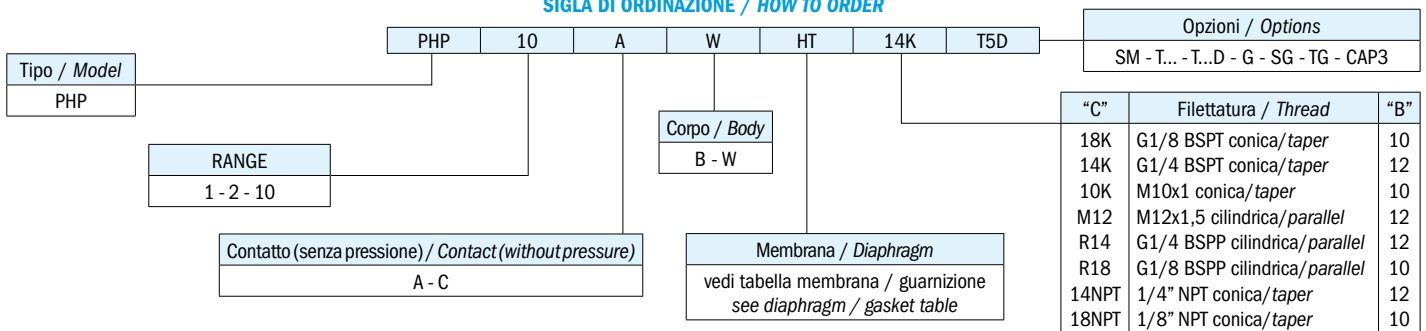 SIGLA DI ORDINAZIONE / HOW TO ORDER
PHP 10 A W HT 14K T5D
Opzioni / Options
SM - T... - T...D - G - SG - TG - CAP3
Tipo / Model
PHP
RANGE
1 - 2 - 10
Contatto (senza pressione) / Contact (without pressure)
A - C
Corpo / Body
B - W
Membrana / Diaphragm
vedi tabella membrana / guarnizione
see diaphragm / gasket table
"C" Filettatura / Thread "B"
18K G1/8 BSPT conica/taper 10
14K G1/4 BSPT conica/taper 12
10K M10x1 conica/taper 10
M12 M12x1,5 cilindrica/parallel 12
R14 G1/4 BSPP cilindrica/parallel 12
R18 G1/8 BSPP cilindrica/parallel 10
14NPT 1/4" NPT conica/taper 12
18NPT 1/8" NPT conica/taper 10